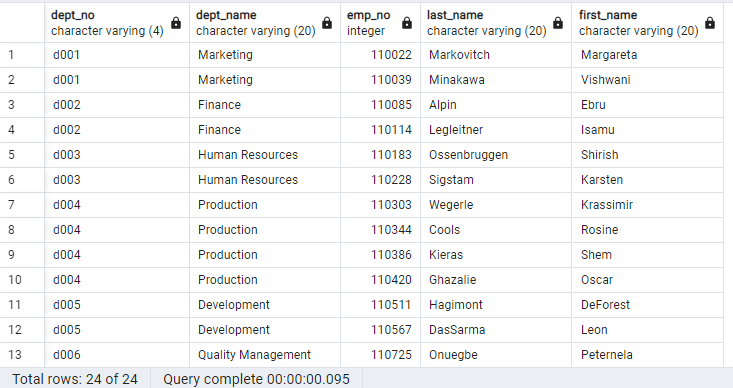 dept_no dept_name emp_no last_name first_name
character varying (4) character varying (20) integer character varying (20) character varying (20)
1 d001 Marketing 110022 Markovitch Margareta
2 d001 Marketing 110039 Minakawa Vishwani
3 d002 Finance 110085 Alpin Ebru
4 d002 Finance 110114 Legleitner Isamu
5 d003 Human Resources 110183 Ossenbruggen Shirish
6 d003 Human Resources 110228 Sigstam Karsten
7 d004 Production 110303 Wegerle Krassimir
8 d004 Production 110344 Cools Rosine
9 d004 Production 110386 Kieras Shem
10 d004 Production 110420 Ghazalie Oscar
11 d005 Development 110511 Hagimont DeForest
12 d005 Development 110567 DasSarma Leon
13 d006 Quality Management 110725 Onuegbe Peternela
Total rows: 24 of 24 Query complete 00:00:00.095